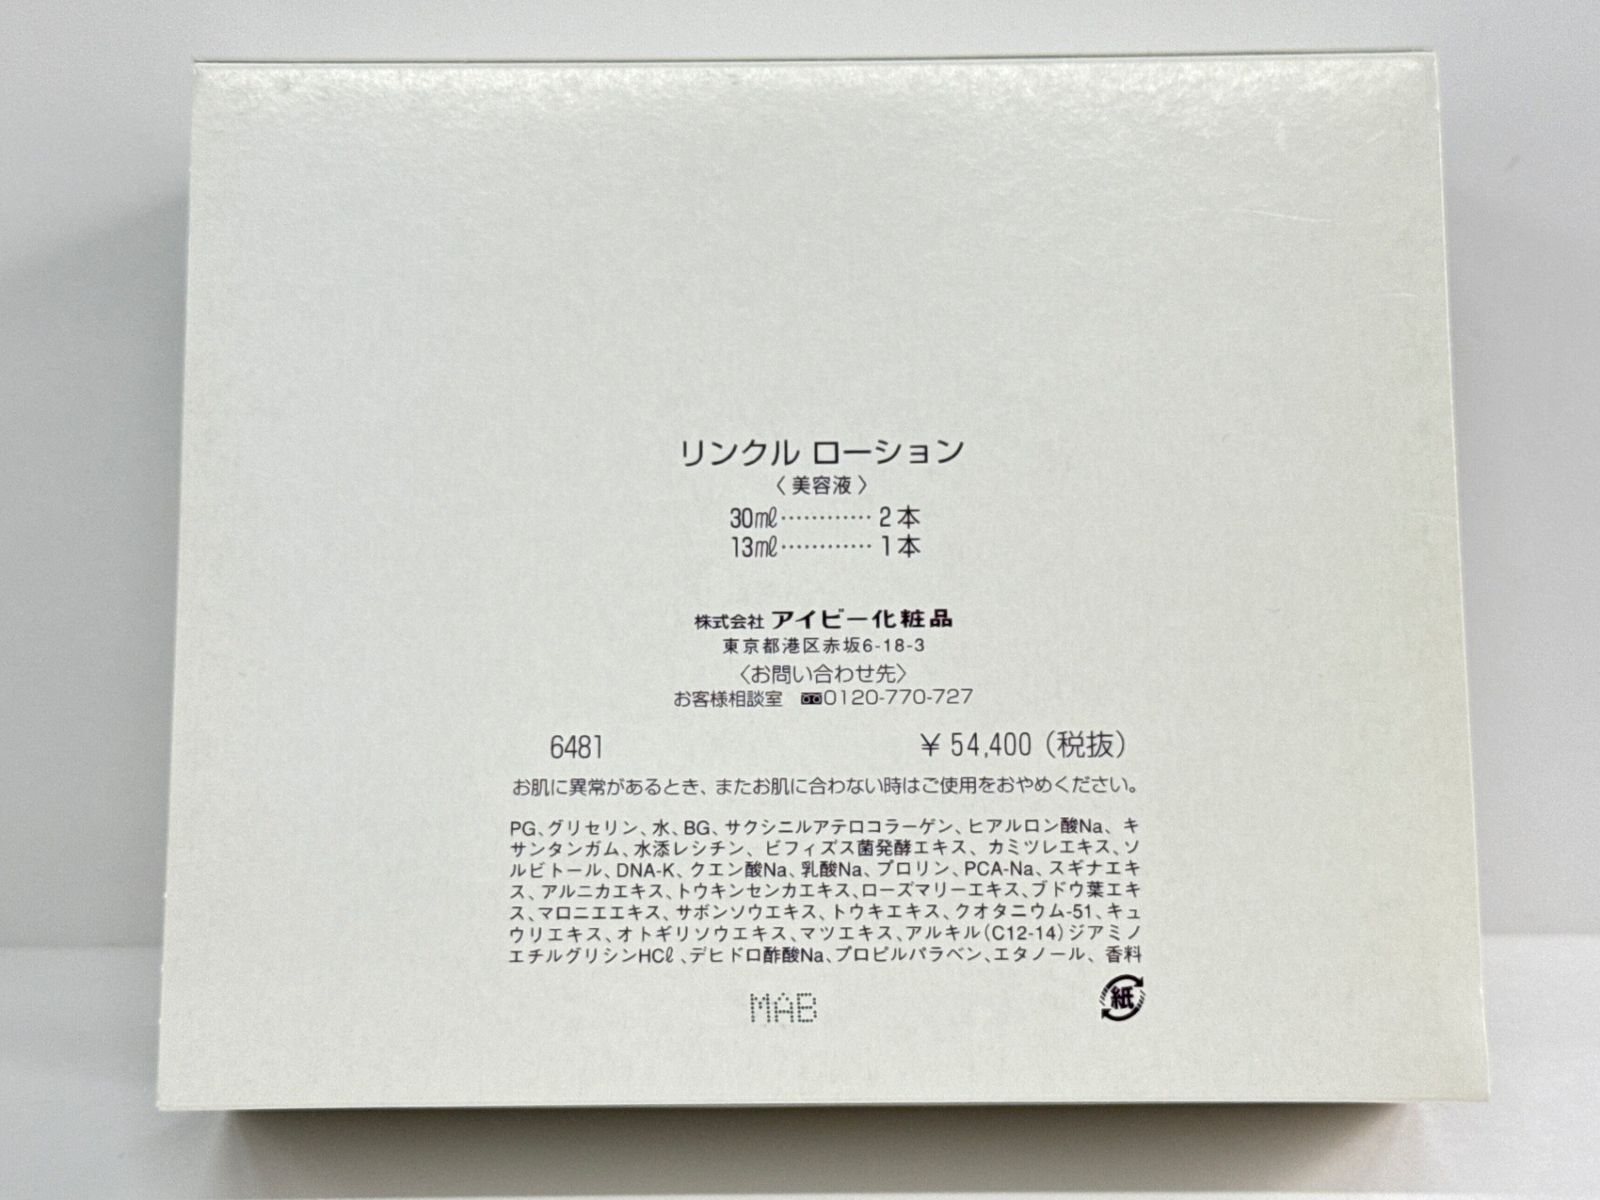 リンクル ローション
〈美容液〉
30㎖…………2本
13㎖…………1本
株式会社 アイビー化粧品
東京都港区赤坂6-18-3
〈お問い合わせ先〉
お客様相談室 0120-770-727
6481 ¥54,400(税抜)
お肌に異常があるとき、またお肌に合わない時はご使用をおやめください。
PG、グリセリン、水、BG、サクシニルアテロコラーゲン、ヒアルロン酸Na、キ
サンタンガム、水添レシチン、ビフィズス菌発酵エキス、カミツレエキス、ソ
ルビトール、DNA-K、クエン酸Na、乳酸Na、プロリン、PCA-Na、スギナエキ
ス、アルニカエキス、トウキンセンカエキス、ローズマリーエキス、ブドウ葉エキ
ス、マロニエエキス、サボンソウエキス、トウキエキス、クオタニウム-51、キュ
ウリエキス、オトギリソウエキス、マツエキス、アルキル(C12-14)ジアミノ
エチルグリシンHCℓ、デヒドロ酢酸Na、プロピルパラベン、エタノール、香料
MAB
紙